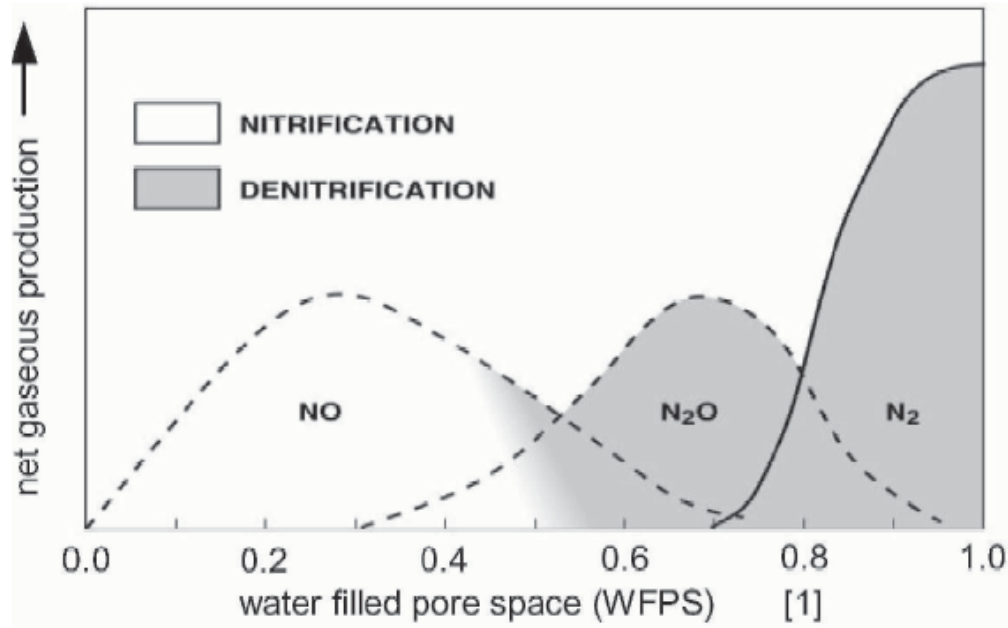 net gaseous production
NITRIFICATION
DENITRIFICATION
NO
N₂O
N₂
0.0 0.2 0.4 0.6 0.8 1.0
water filled pore space (WFPS) [1]